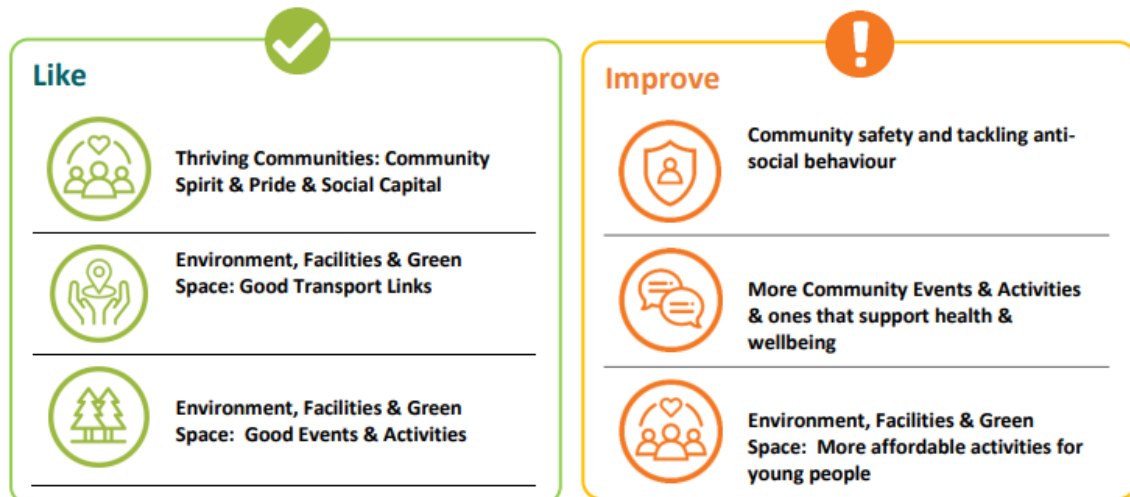 Like
Thriving Communities: Community
Spirit & Pride & Social Capital
Environment, Facilities & Green
Space: Good Transport Links
Environment, Facilities & Green
Space:  Good Events & Activities
Improve
Community safety and tackling anti-
social behaviour
More Community Events & Activities
& ones that support health &
wellbeing
Environment, Facilities & Green
Space:  More affordable activities for
young people